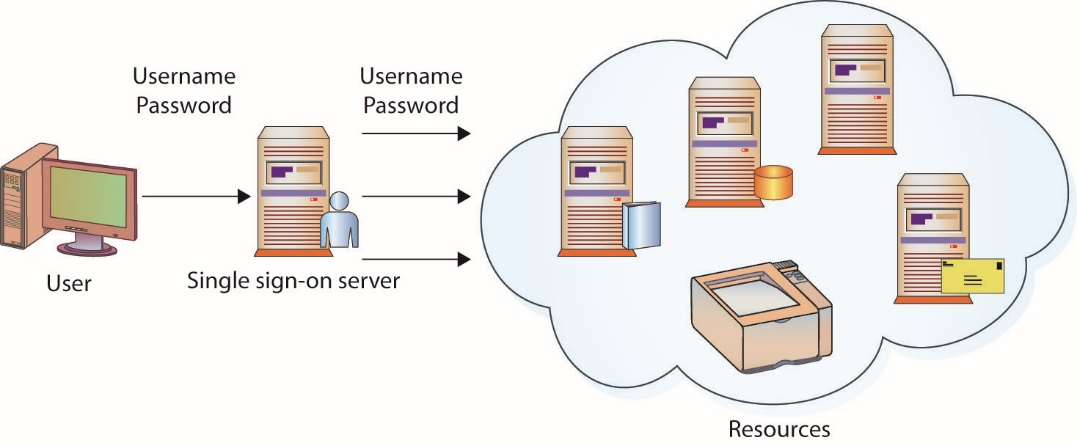 Username
Password
Username
Password
User
Single sign-on server
Resources